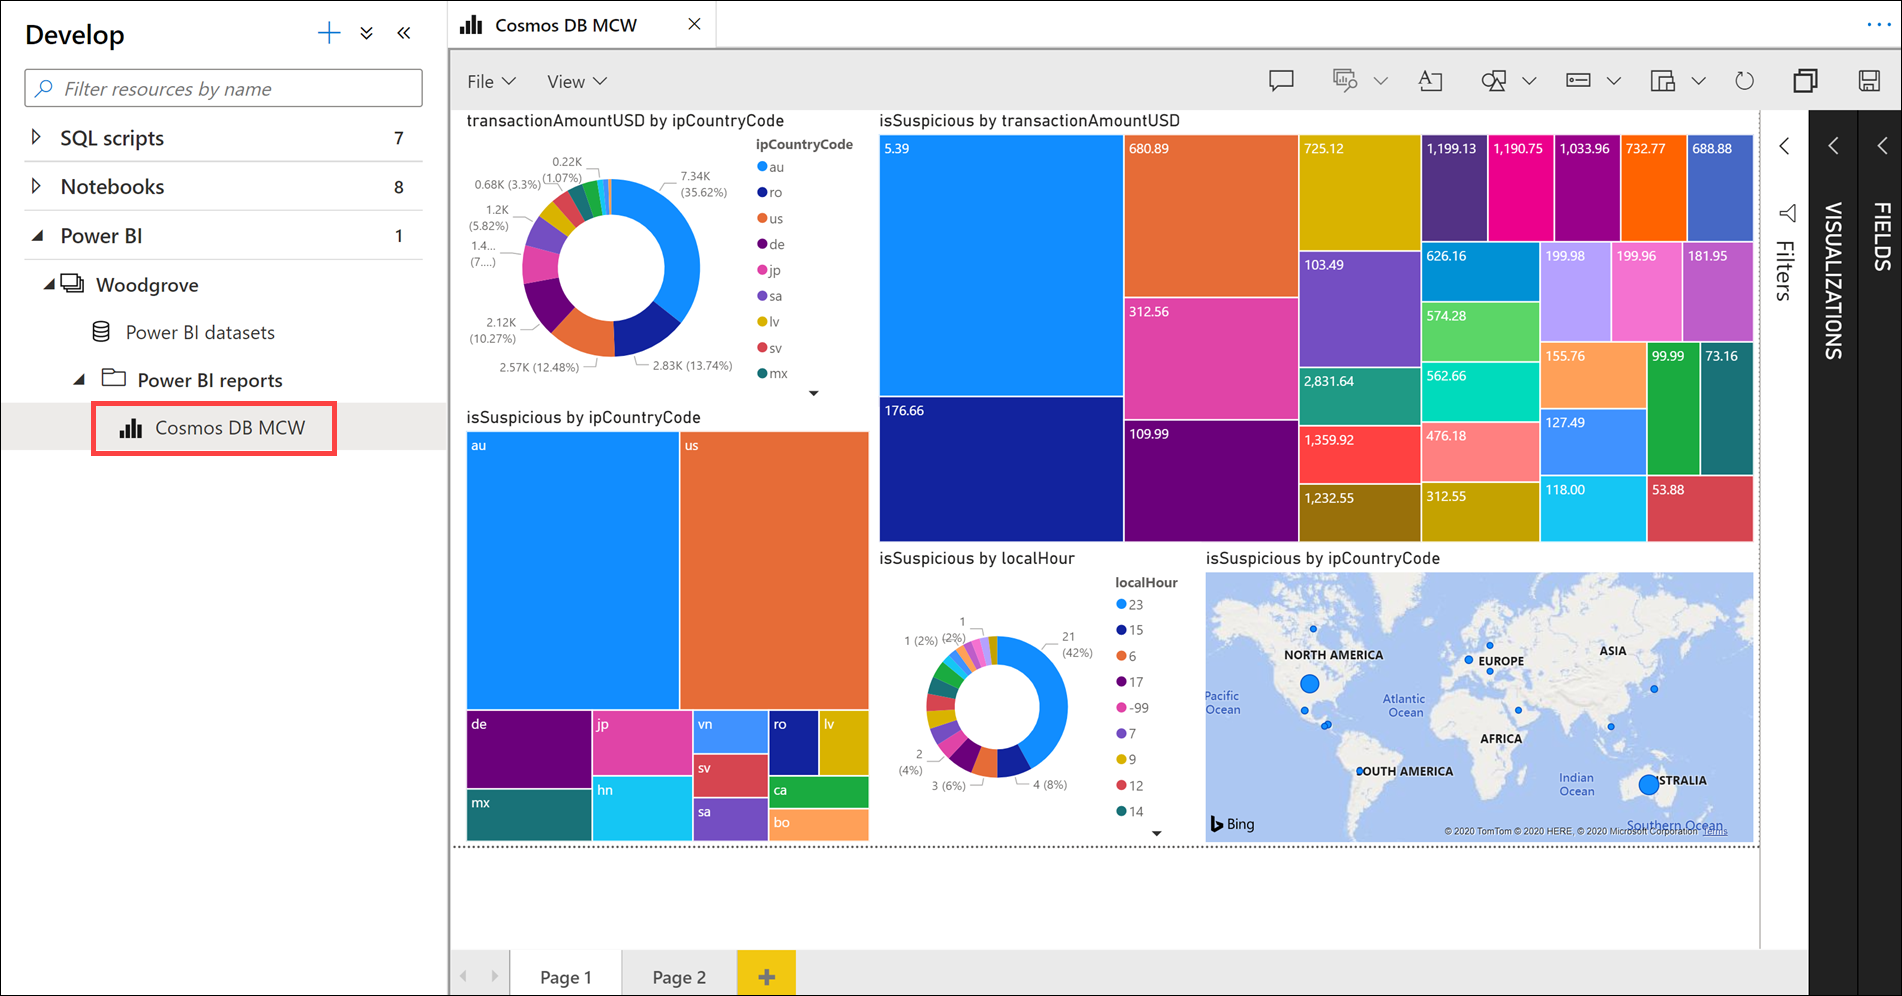 Develop
Filter resources by name
SQL scripts 7
Notebooks 8
Power BI 1
Woodgrove
Power BI datasets
Power BI reports
Cosmos DB MCW
Cosmos DB MCW
File View
transactionAmountUSD by ipCountryCode
ipCountryCode
au
ro
us
de
jp
sa
lv
sv
mx
0.22K
(1.07%)
0.68K (3.3%)
1.2K
(5.82%)
1.4...
(7....)
2.12K
(10.27%)
2.57K (12.48%)
2.83K (13.74%)
7.34K
(35.62%)
isSuspicious by transactionAmountUSD
5.39
176.66
680.89
312.56
109.99
725.12
103.49
2,831.64
1,359.92
1,232.55
1,199.13
1,190.75
1,033.96
732.77
688.88
626.16
574.28
562.66
476.18
312.55
199.98
199.96
181.95
155.76
127.49
118.00
99.99
73.16
53.88
isSuspicious by ipCountryCode
au
us
de
mx
jp
hn
vn
sv
sa
ro
lv
ca
bo
isSuspicious by localHour
localHour
23
15
6
17
-99
7
9
12
14
1
(2%)
1 (2%)
21
(42%)
2
(4%)
3 (6%)
4 (8%)
isSuspicious by ipCountryCode
NORTH AMERICA
EUROPE
ASIA
Pacific
Ocean
Atlantic
Ocean
AFRICA
OUTH AMERICA
Indian
Ocean
STRALIA
Southern Ocean
Bing
© 2020 TomTom © 2020 HERE, © 2020 Microsoft Corporation Terms
Filters
VISUALIZATIONS
FIELDS
Page 1
Page 2